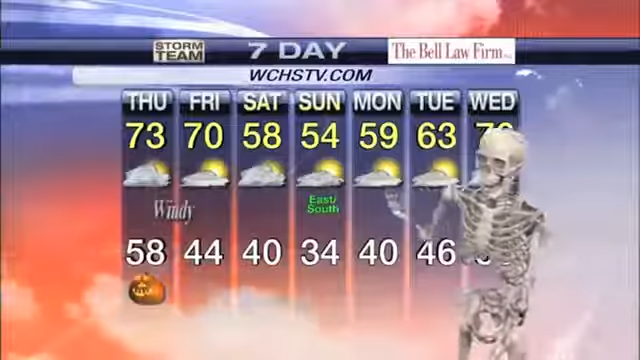 STORM TEAM 7 DAY The Bell Law Firm
WCHSTV.COM
THU FRI SAT SUN MON TUE WED
73 70 58 54 59 63
Windy
East/
South
58 44 40 34 40 46